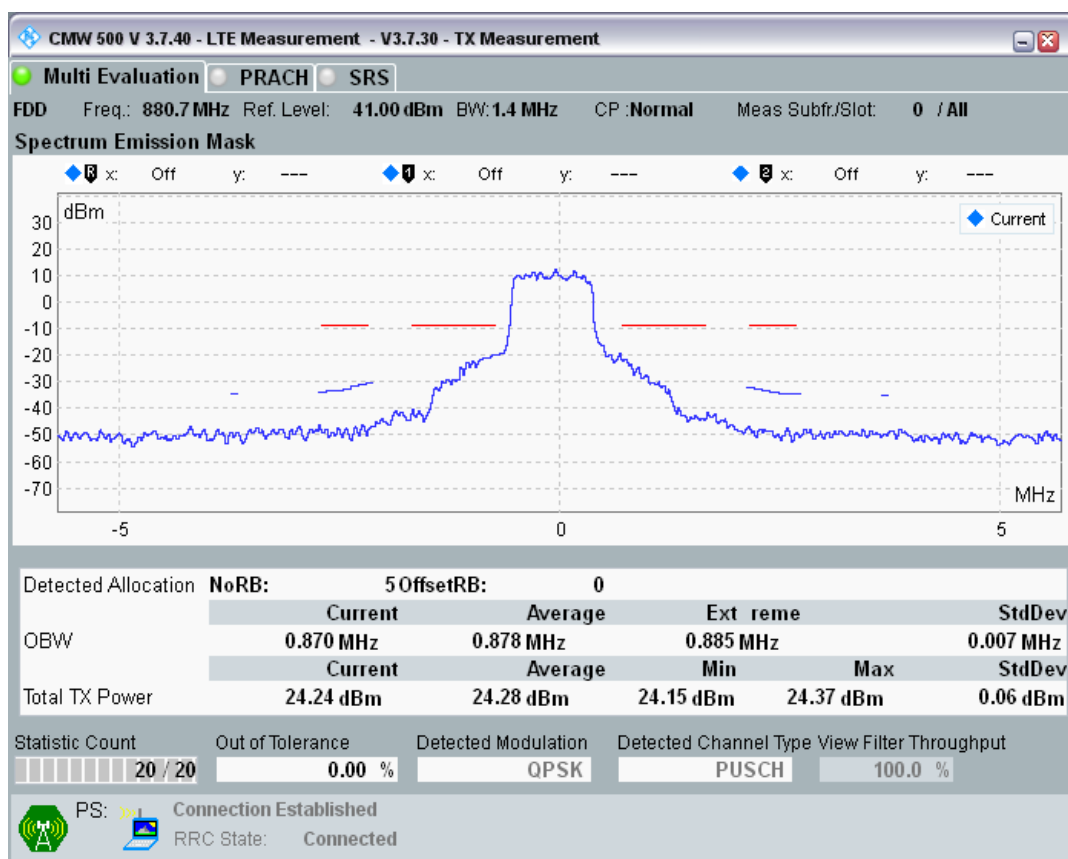 CMW 500 V 3.7.40 - LTE Measurement - V3.7.30 - TX Measurement
Multi Evaluation PRACH SRS
FDD Freq.: 880.7 MHz Ref. Level: 41.00 dBm BW: 1.4 MHz CP :Normal Meas Subfr./Slot: 0 / All
Spectrum Emission Mask
R x: Off y: --- 1 x: Off y: --- 2 x: Off y: ---
dBm
Current
30
20
10
0
-10
-20
-30
-40
-50
-60
-70
MHz
-5 0 5
Detected Allocation NoRB: 5 OffsetRB: 0
Current Average Ext reme StdDev
OBW 0.870 MHz 0.878 MHz 0.885 MHz 0.007 MHz
Current Average Min Max StdDev
Total TX Power 24.24 dBm 24.28 dBm 24.15 dBm 24.37 dBm 0.06 dBm
Statistic Count Out of Tolerance Detected Modulation Detected Channel Type View Filter Throughput
20 / 20 0.00 % QPSK PUSCH 100.0 %
PS: Connection Established
RRC State: Connected